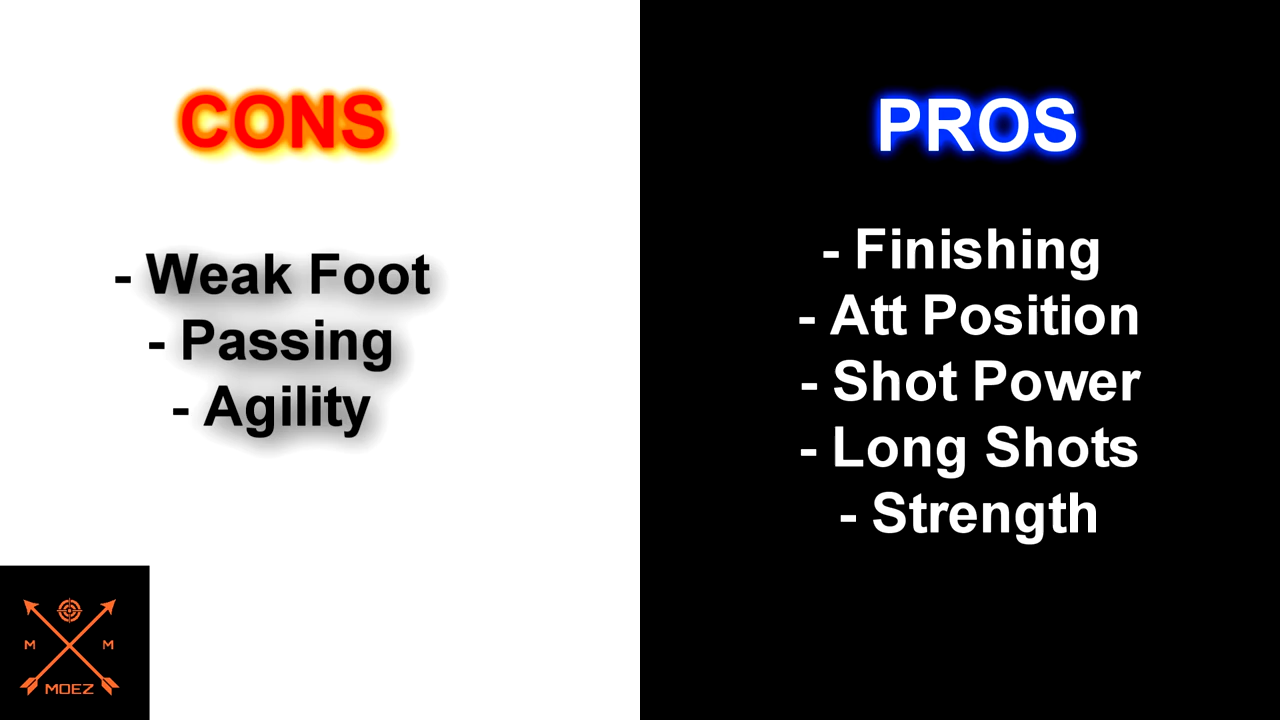 CONS
- Weak Foot
- Passing
- Agility
PROS
- Finishing
- Att Position
- Shot Power
- Long Shots
- Strength
M M
MOEZ